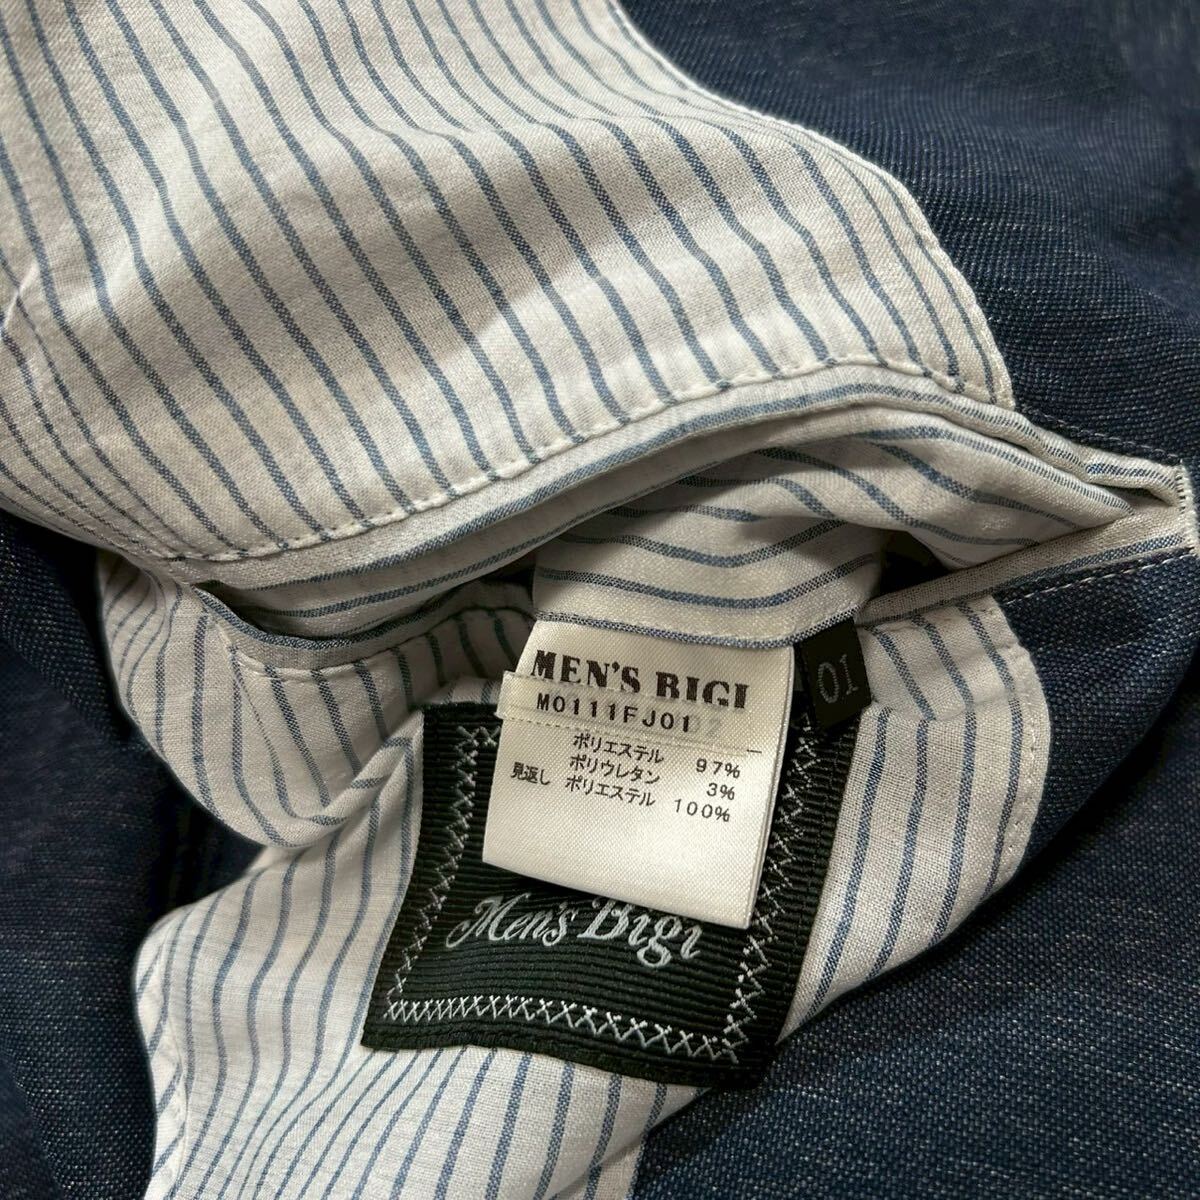 MEN'S BIGI
01
M0111FJ01
ポリエステル 97%
ポリウレタン 3%
見返し ポリエステル 100%
Men's Bigi